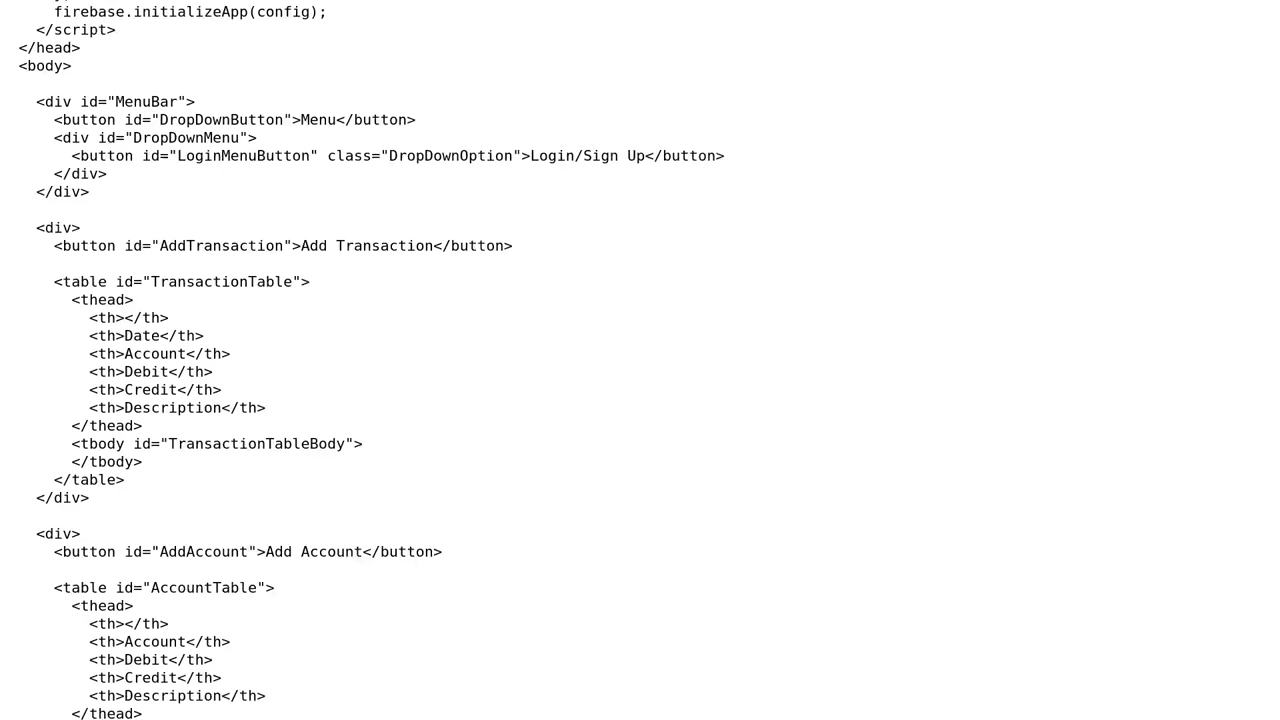 firebase.initializeApp(config);
  </script>
</head>
<body>

  <div id="MenuBar">
    <button id="DropDownButton">Menu</button>
    <div id="DropDownMenu">
      <button id="LoginMenuButton" class="DropDownOption">Login/Sign Up</button>
    </div>
  </div>

  <div>
    <button id="AddTransaction">Add Transaction</button>

    <table id="TransactionTable">
      <thead>
        <th></th>
        <th>Date</th>
        <th>Account</th>
        <th>Debit</th>
        <th>Credit</th>
        <th>Description</th>
      </thead>
      <tbody id="TransactionTableBody">
      </tbody>
    </table>
  </div>

  <div>
    <button id="AddAccount">Add Account</button>

    <table id="AccountTable">
      <thead>
        <th></th>
        <th>Account</th>
        <th>Debit</th>
        <th>Credit</th>
        <th>Description</th>
      </thead>